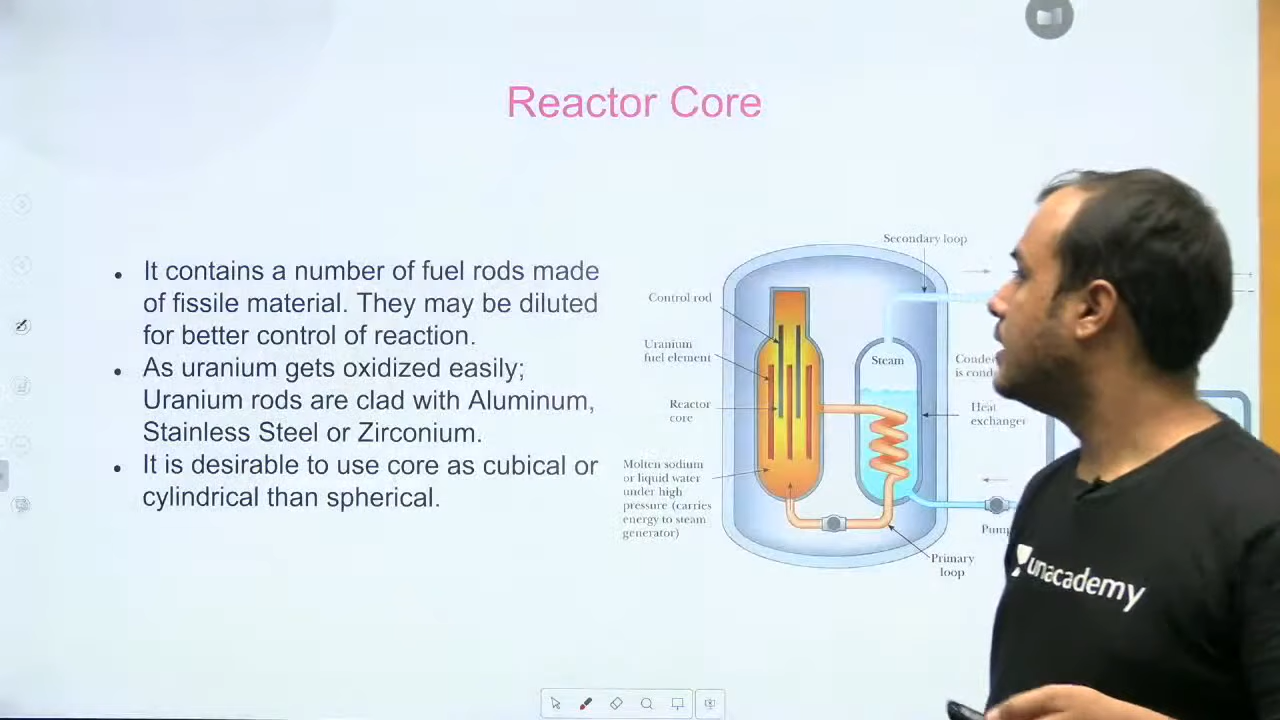 Reactor Core
• It contains a number of fuel rods made
of fissile material. They may be diluted
for better control of reaction.
• As uranium gets oxidized easily;
Uranium rods are clad with Aluminum,
Stainless Steel or Zirconium.
• It is desirable to use core as cubical or
cylindrical than spherical.
Secondary loop
Control rod
Uranium
fuel element
Reactor
core
Molten sodium
or liquid water
under high
pressure (carries
energy to steam
generator)
Steam
is
Heat
exchanger
Primary
loop
unacademy